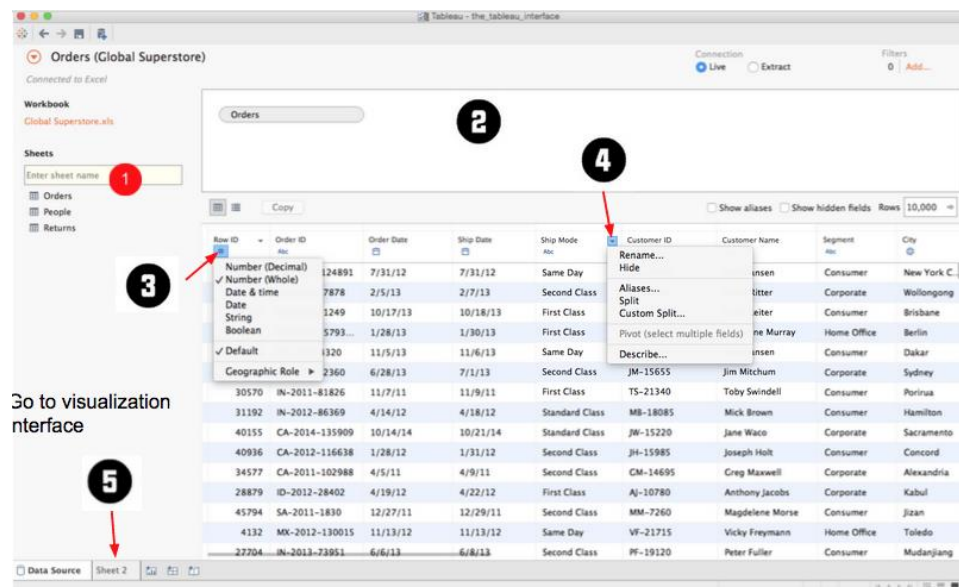 Tableau - the_tableau_interface
Orders (Global Superstore)
Connection
Live Extract
Filters
0 Add...
Connected to Excel
Workbook
Global Superstore.xls
Sheets
Enter sheet name
1
Orders
People
Returns
Orders
2
4
Copy
Show aliases Show hidden fields Rows 10,000
Row ID Order ID Order Date Ship Date Ship Mode Customer ID Customer Name Segment City
Abc Abc Abc
3
Number (Decimal)
Number (Whole)
Date & time
Date
String
Boolean
Default
Geographic Role
Rename...
Hide
Aliases...
Split
Custom Split...
Pivot (select multiple fields)
Describe...
124891 7/31/12 7/31/12 Same Day ansen Consumer New York C...
7878 2/5/13 2/7/13 Second Class Ritter Corporate Wollongong
1249 10/17/13 10/18/13 First Class eiter Consumer Brisbane
5793... 1/28/13 1/30/13 First Class ne Murray Home Office Berlin
320 11/5/13 11/6/13 Same Day ansen Consumer Dakar
2360 6/28/13 7/1/13 Second Class JM-15655 Jim Mitchum Corporate Sydney
30570 IN-2011-81826 11/7/11 11/9/11 First Class TS-21340 Toby Swindell Consumer Porirua
31192 IN-2012-86369 4/14/12 4/18/12 Standard Class MB-18085 Mick Brown Consumer Hamilton
40155 CA-2014-135909 10/14/14 10/21/14 Standard Class JW-15220 Jane Waco Corporate Sacramento
40936 CA-2012-116638 1/28/12 1/31/12 Second Class JH-15985 Joseph Holt Consumer Concord
34577 CA-2011-102988 4/5/11 4/9/11 Second Class GM-14695 Greg Maxwell Corporate Alexandria
28879 ID-2012-28402 4/19/12 4/22/12 First Class AJ-10780 Anthony Jacobs Corporate Kabul
45794 SA-2011-1830 12/27/11 12/29/11 Second Class MM-7260 Magdelene Morse Consumer Jizan
4132 MX-2012-130015 11/13/12 11/13/12 Same Day VF-21715 Vicky Freymann Home Office Toledo
27704 IN-2013-73951 6/6/13 6/8/13 Second Class PF-19120 Peter Fuller Consumer Mudanjiang
Go to visualization
nterface
5
Data Source Sheet 2